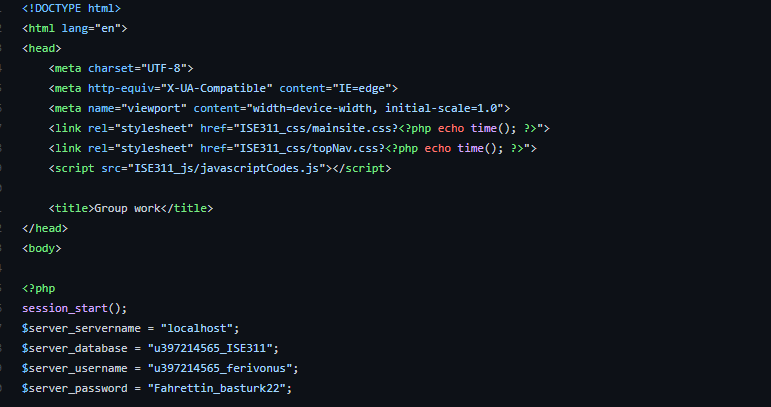 <!DOCTYPE html>
<html lang="en">
<head>
<meta charset="UTF-8">
<meta http-equiv="X-UA-Compatible" content="IE=edge">
<meta name="viewport" content="width=device-width, initial-scale=1.0">
<link rel="stylesheet" href="ISE311_css/mainsite.css?<?php echo time(); ?>">
<link rel="stylesheet" href="ISE311_css/topNav.css?<?php echo time(); ?>">
<script src="ISE311_js/javascriptCodes.js"></script>
<title>Group work</title>
</head>
<body>
<?php
session_start();
$server_servername = "localhost";
$server_database = "u397214565_ISE311";
$server_username = "u397214565_ferivonus";
$server_password = "Fahrettin_basturk22";